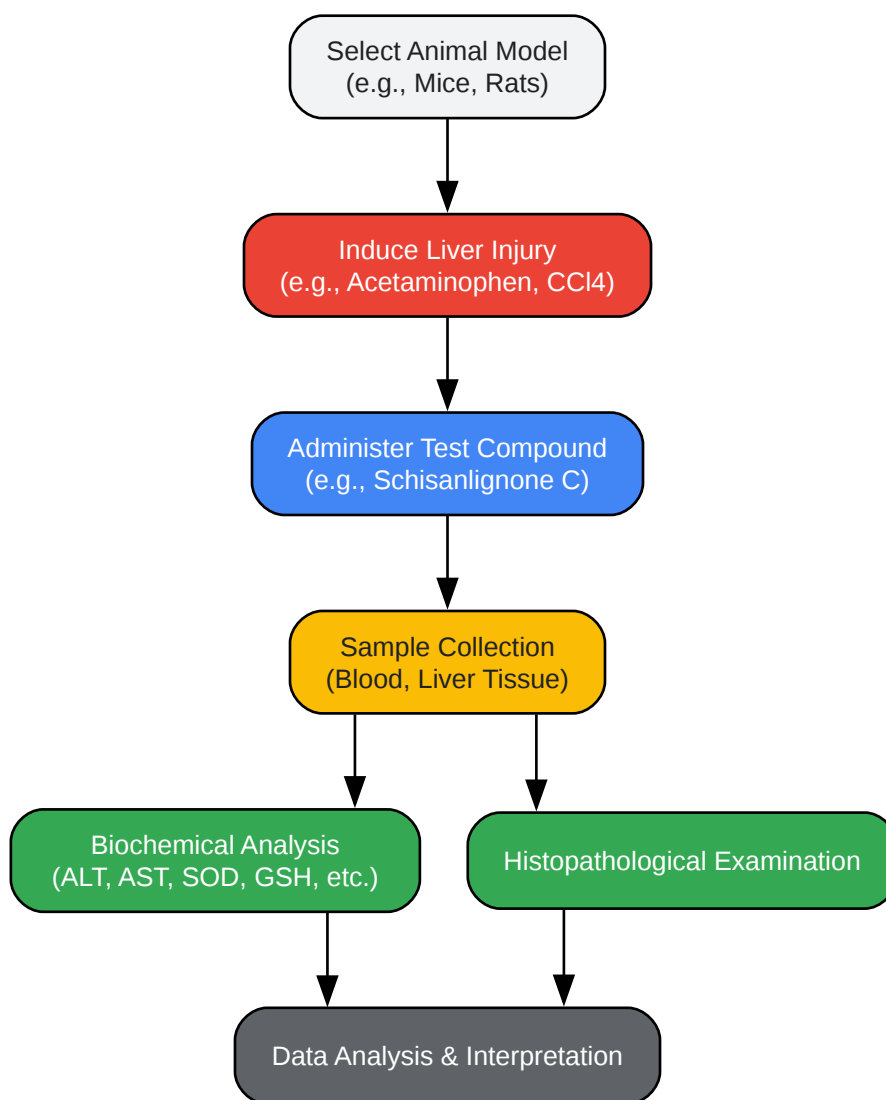 Select Animal Model
(e.g., Mice, Rats)
Induce Liver Injury
(e.g., Acetaminophen, CCl4)
Administer Test Compound
(e.g., Schisanlignone C)
Sample Collection
(Blood, Liver Tissue)
Biochemical Analysis
(ALT, AST, SOD, GSH, etc.)
Histopathological Examination
Data Analysis & Interpretation